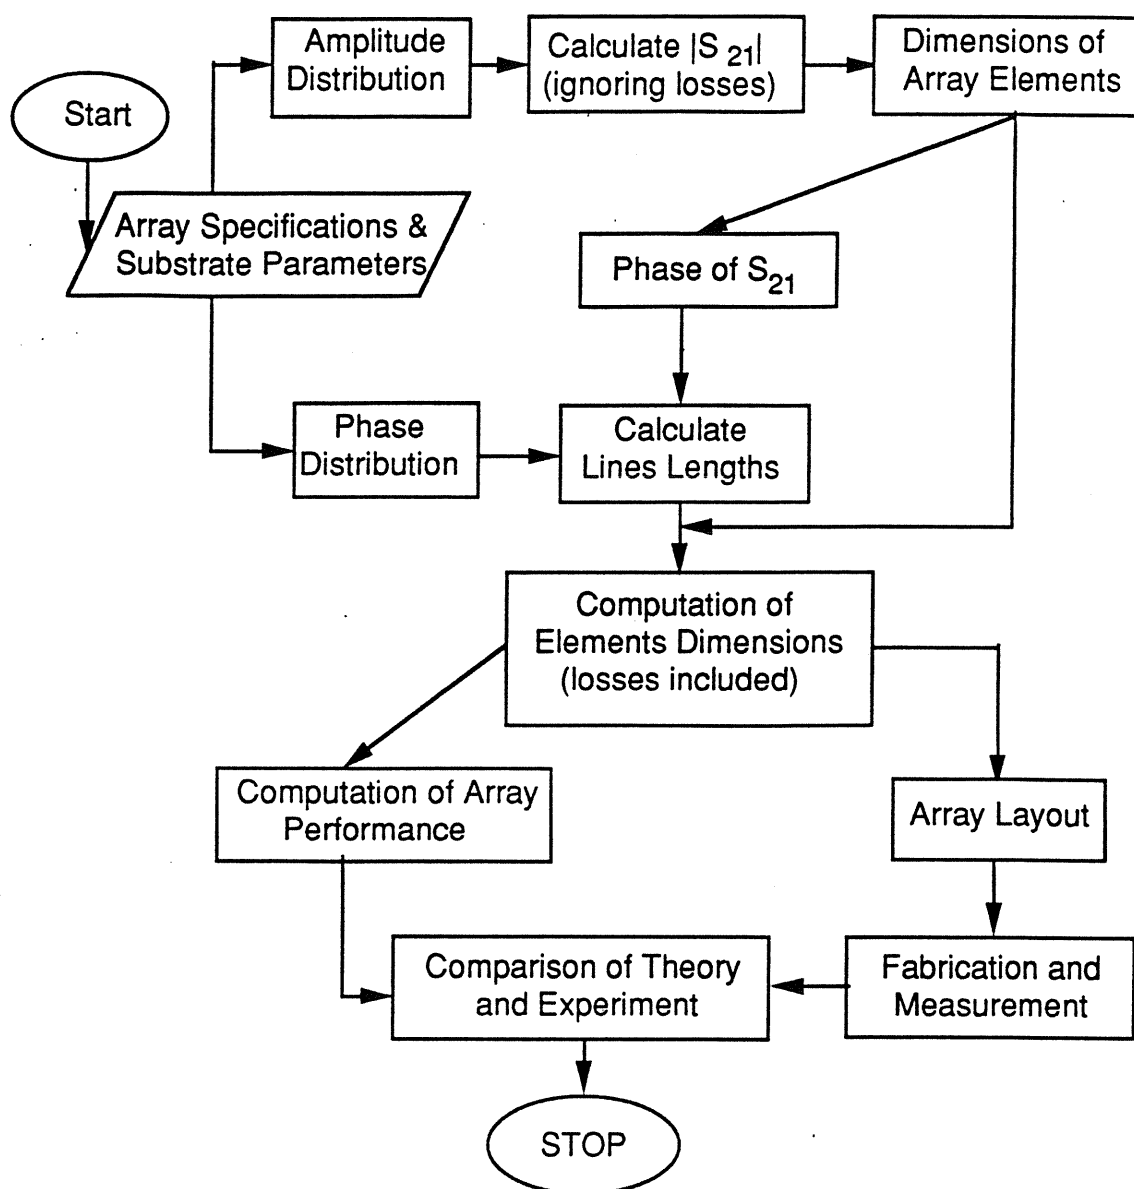 Start
Array Specifications &
Substrate Parameters
Amplitude
Distribution
Calculate |S 21|
(ignoring losses)
Dimensions of
Array Elements
Phase of S21
Phase
Distribution
Calculate
Lines Lengths
Computation of
Elements Dimensions
(losses included)
Computation of Array
Performance
Array Layout
Fabrication and
Measurement
Comparison of Theory
and Experiment
STOP